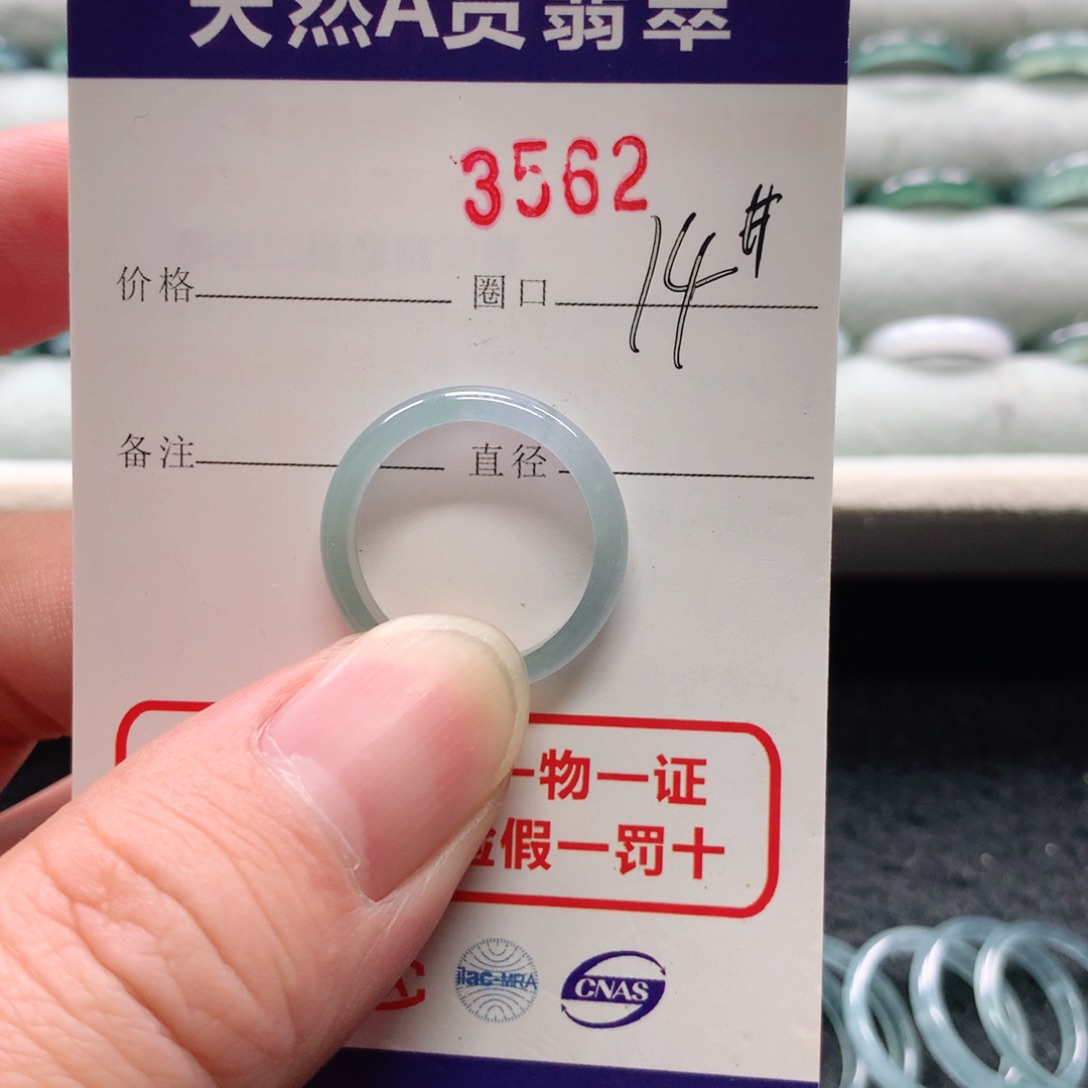 天然A货翡翠
3562
价格 圈口 14#
备注 直径
一物一证
假一罚十
ilac-MRA CNAS